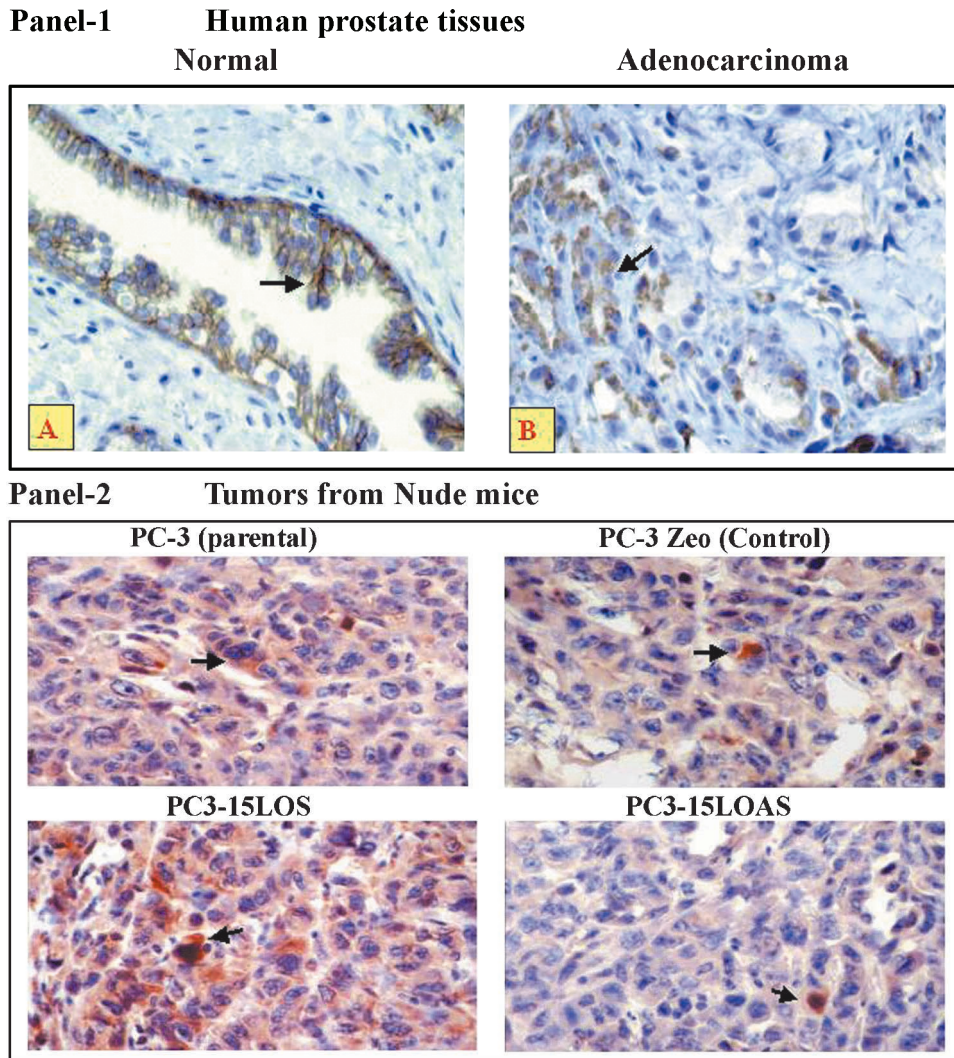 Panel-1 Human prostate tissues
Normal Adenocarcinoma
A B
Panel-2 Tumors from Nude mice
PC-3 (parental) PC-3 Zeo (Control)
PC3-15LOS PC3-15LOAS